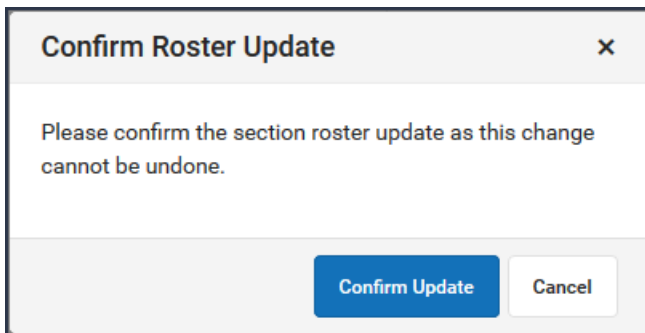 Confirm Roster Update ×
Please confirm the section roster update as this change
cannot be undone.
Confirm Update Cancel